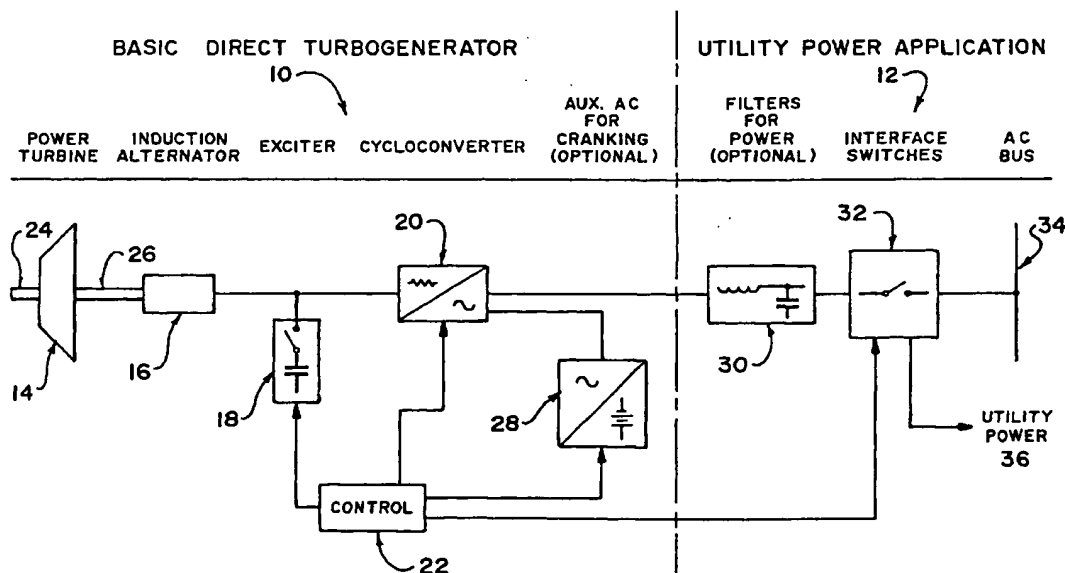 BASIC DIRECT TURBOGENERATOR
10
UTILITY POWER APPLICATION
12
POWER
TURBINE
INDUCTION
ALTERNATOR
EXCITER
CYCLOCONVERTER
AUX. AC
FOR
CRANKING
(OPTIONAL)
FILTERS
FOR
POWER
(OPTIONAL)
INTERFACE
SWITCHES
AC
BUS
24
26
20
32
34
14
16
18
28
30
UTILITY
POWER
36
CONTROL
22